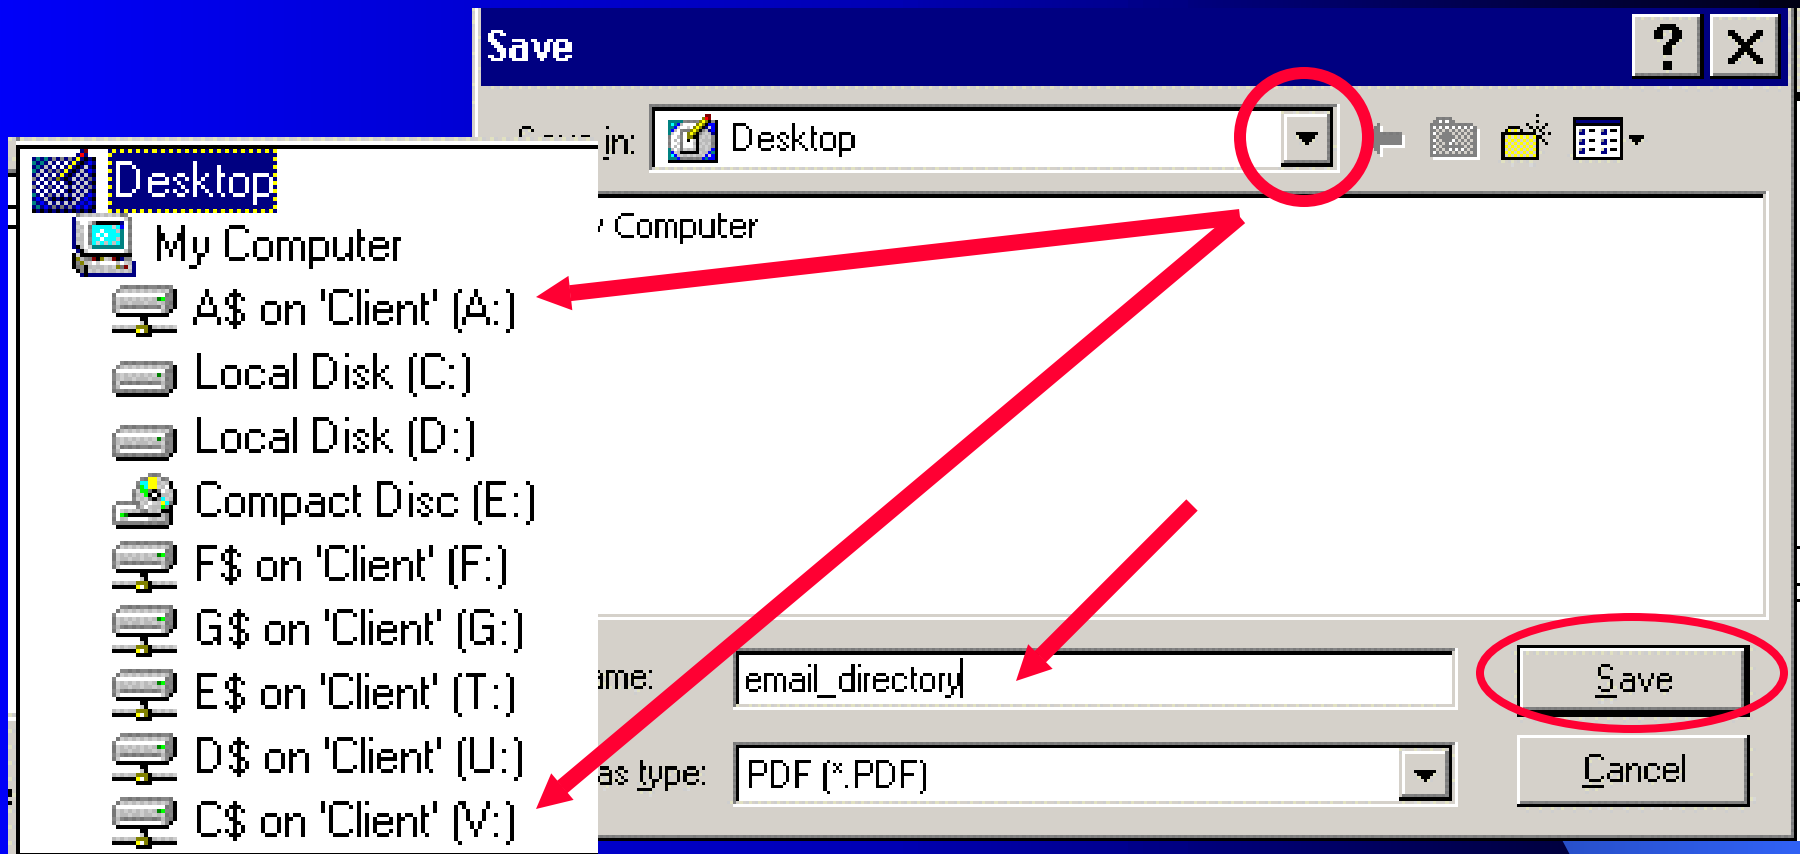 Save
in: Desktop
Computer
Desktop
My Computer
A$ on 'Client' (A:)
Local Disk (C:)
Local Disk (D:)
Compact Disc (E:)
F$ on 'Client' (F:)
G$ on 'Client' (G:)
E$ on 'Client' (T:)
D$ on 'Client' (U:)
C$ on 'Client' (V:)
email_directory
Save
as type: PDF (*.PDF)
Cancel